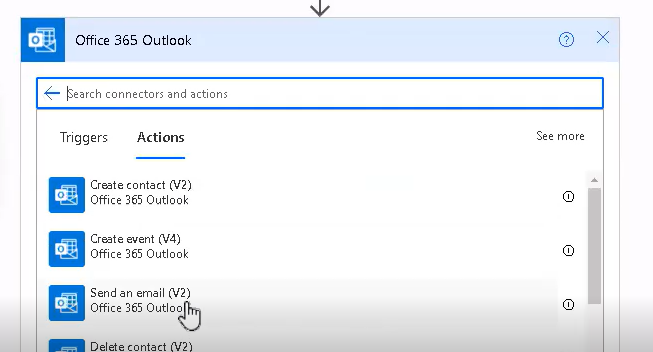 Office 365 Outlook
Search connectors and actions
Triggers
Actions
See more
Create contact (V2)
Office 365 Outlook
Create event (V4)
Office 365 Outlook
Send an email (V2)
Office 365 Outlook
Delete contact (V2)